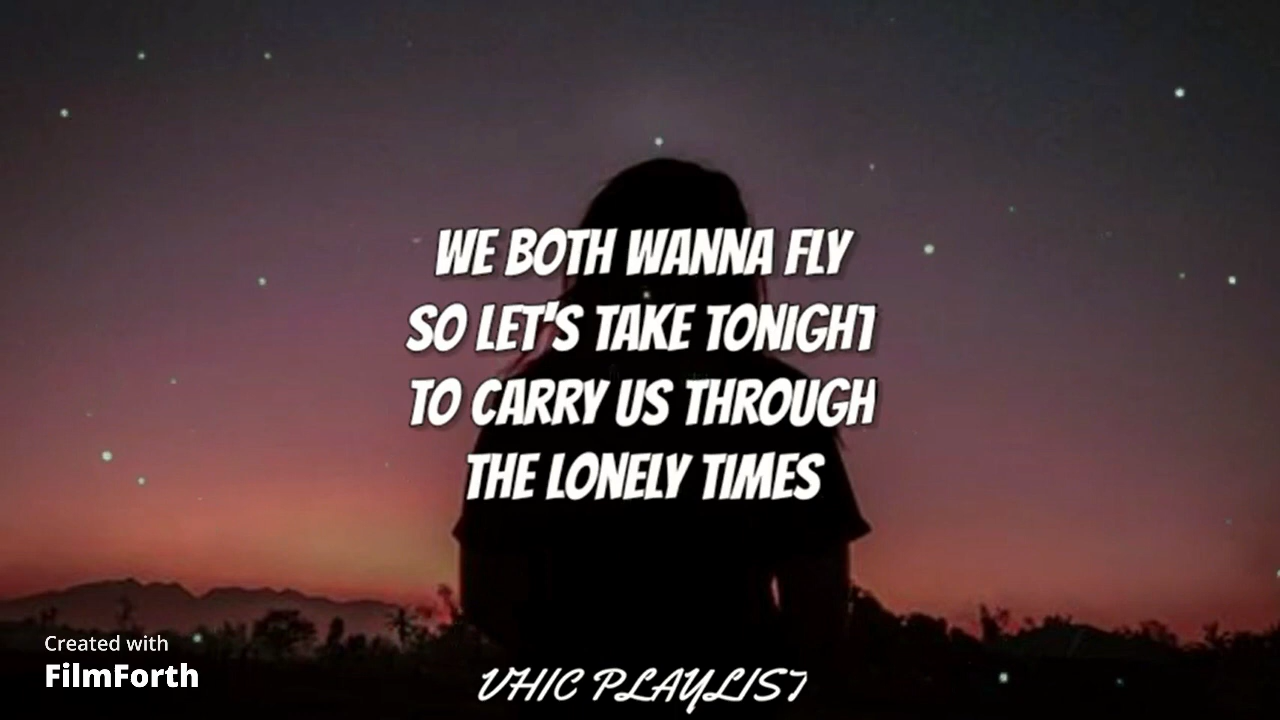 WE BOTH WANNA FLY
SO LET'S TAKE TONIGHT
TO CARRY US THROUGH
THE LONELY TIMES
Created with
FilmForth
VHIC PLAYLIST